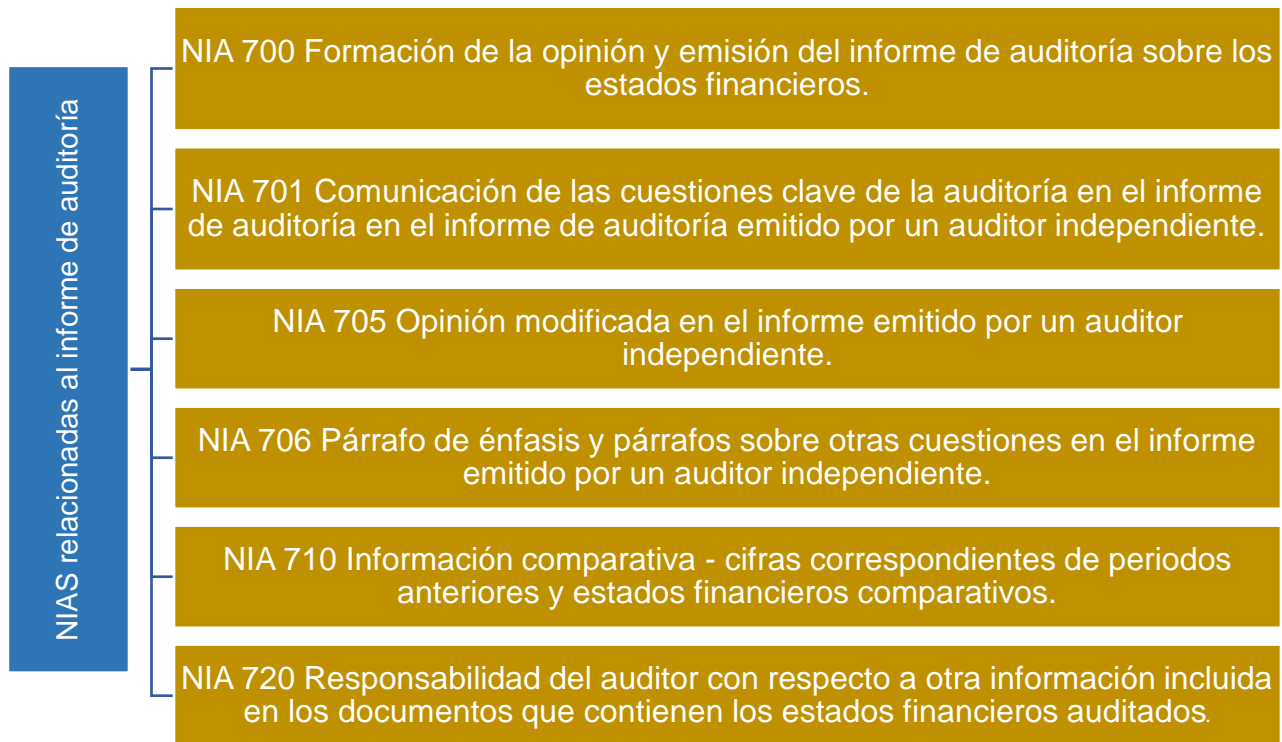 NIAS relacionadas al informe de auditoría
NIA 700 Formación de la opinión y emisión del informe de auditoría sobre los
estados financieros.
NIA 701 Comunicación de las cuestiones clave de la auditoría en el informe
de auditoría en el informe de auditoría emitido por un auditor independiente.
NIA 705 Opinión modificada en el informe emitido por un auditor
independiente.
NIA 706 Párrafo de énfasis y párrafos sobre otras cuestiones en el informe
emitido por un auditor independiente.
NIA 710 Información comparativa - cifras correspondientes de periodos
anteriores y estados financieros comparativos.
NIA 720 Responsabilidad del auditor con respecto a otra información incluida
en los documentos que contienen los estados financieros auditados.